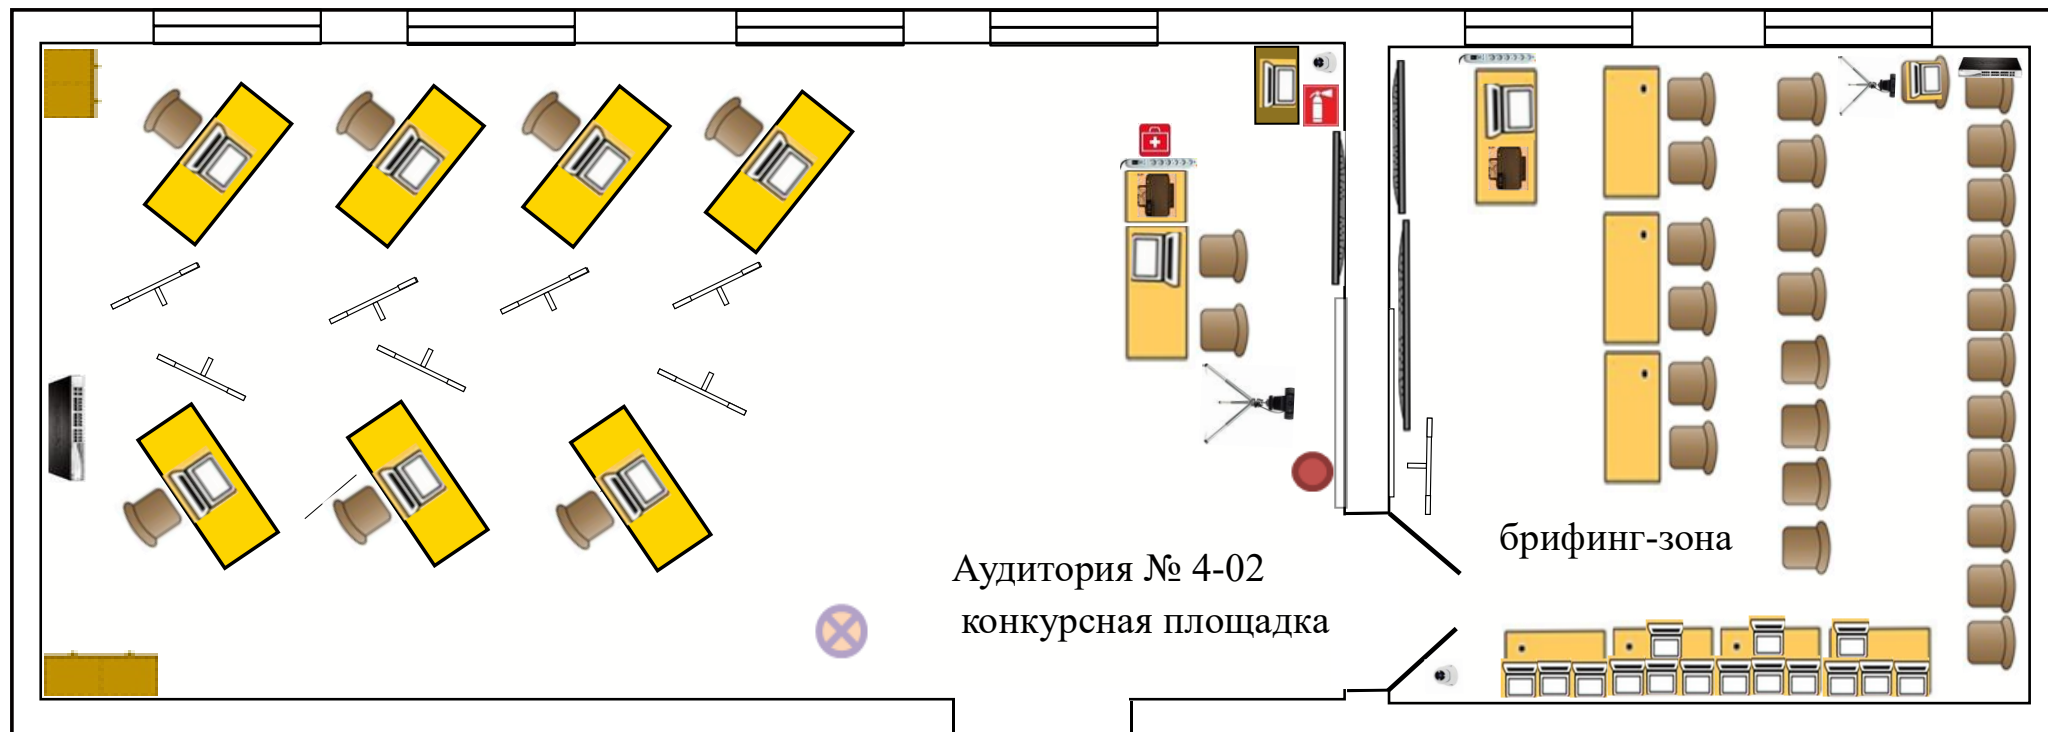 брифинг-зона
Аудитория № 4-02
конкурсная площадка